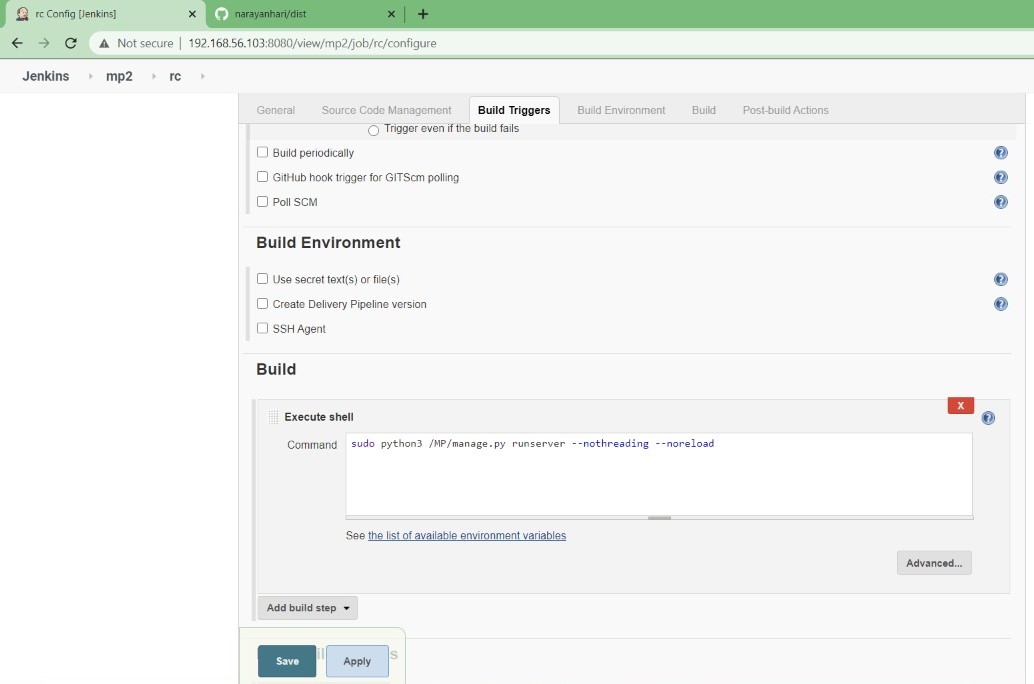 rc Config [Jenkins]
narayanhari/dist
Not secure | 192.168.56.103:8080/view/mp2/job/rc/configure
Jenkins mp2 rc
General Source Code Management Build Triggers Build Environment Build Post-build Actions
Trigger even if the build fails
Build periodically
GitHub hook trigger for GITScm polling
Poll SCM
Build Environment
Use secret text(s) or file(s)
Create Delivery Pipeline version
SSH Agent
Build
X
Execute shell
Command sudo python3 /MP/manage.py runserver --nothreading --noreload
See the list of available environment variables
Advanced...
Add build step
Save Apply